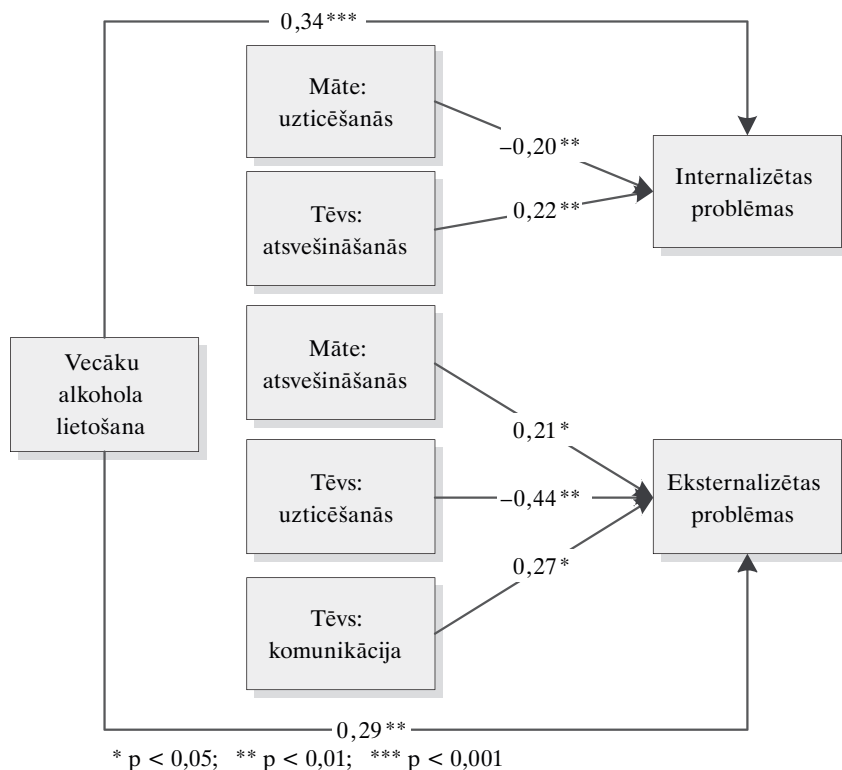 0,34***
Māte:
uzticēšanās
−0,20**
Tēvs:
atsvešināšanās
0,22**
Internalizētas
problēmas
Vecāku
alkohola
lietošana
Māte:
atsvešināšanās
0,21*
Tēvs:
uzticēšanās
−0,44**
Eksternalizētas
problēmas
Tēvs:
komunikācija
0,27*
0,29**
* p < 0,05; ** p < 0,01; *** p < 0,001